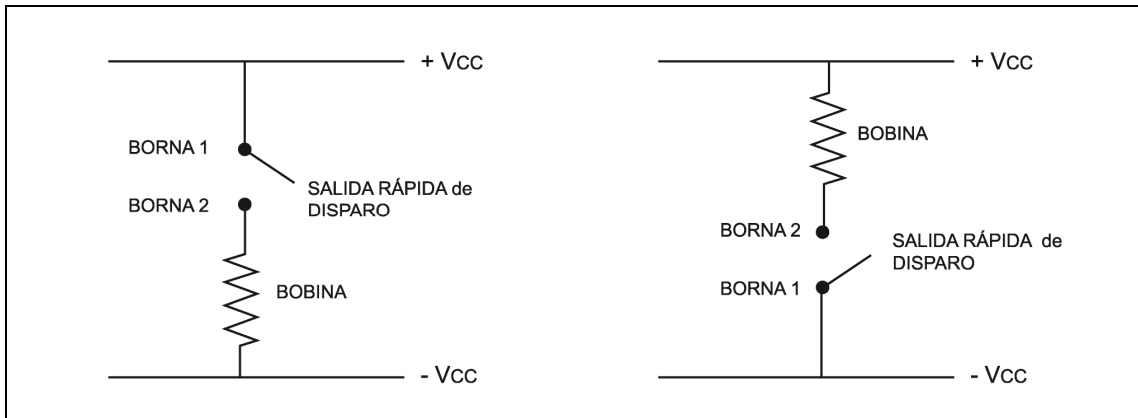 + VCC
BORNA 1
SALIDA RÁPIDA de
DISPARO
BORNA 2
BOBINA
- VCC
+ VCC
BOBINA
BORNA 2
SALIDA RÁPIDA de
DISPARO
BORNA 1
- VCC